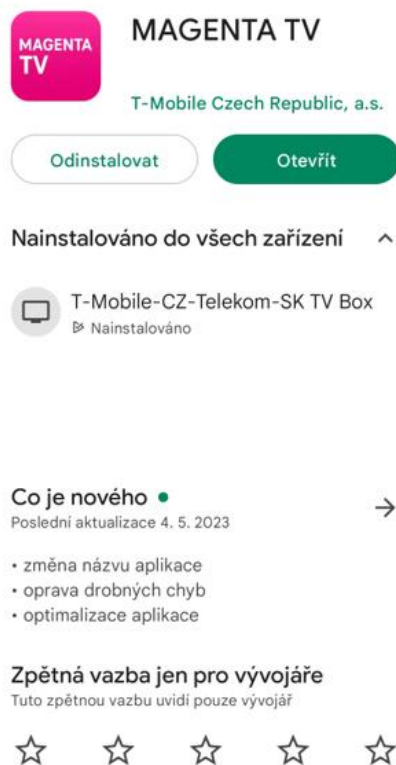 MAGENTA
TV
MAGENTA TV
T-Mobile Czech Republic, a.s.
Odinstalovat
Otevřít
Nainstalováno do všech zařízení
T-Mobile-CZ-Telekom-SK TV Box
Nainstalováno
Co je nového
Poslední aktualizace 4. 5. 2023
• změna názvu aplikace
• oprava drobných chyb
• optimalizace aplikace
Zpětná vazba jen pro vývojáře
Tuto zpětnou vazbu uvidí pouze vývojář